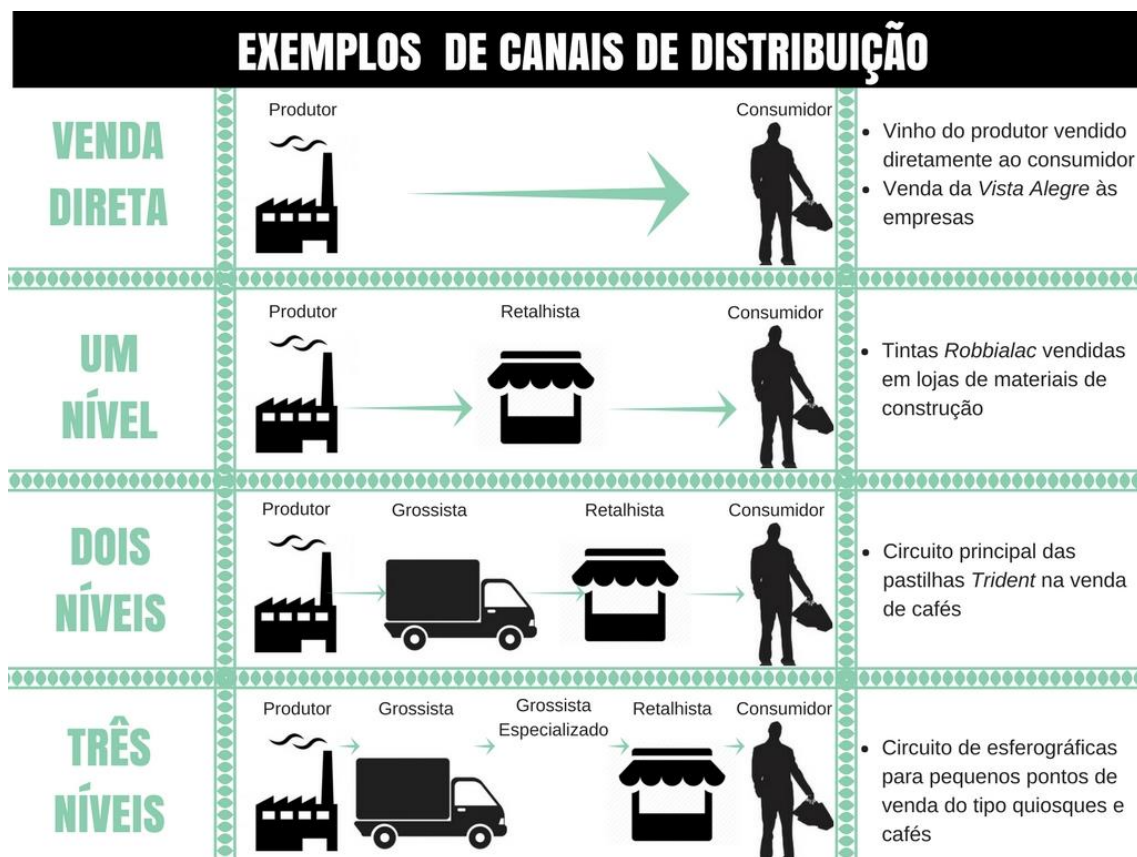 EXEMPLOS DE CANAIS DE DISTRIBUIÇÃO
VENDA
DIRETA
Produtor
Consumidor
• Vinho do produtor vendido
diretamente ao consumidor
• Venda da Vista Alegre às
empresas
UM
NÍVEL
Produtor
Retalhista
Consumidor
• Tintas Robbialac vendidas
em lojas de materiais de
construção
DOIS
NÍVEIS
Produtor
Grossista
Retalhista
Consumidor
• Circuito principal das
pastilhas Trident na venda
de cafés
TRÊS
NÍVEIS
Produtor
Grossista
Grossista
Especializado
Retalhista
Consumidor
• Circuito de esferográficas
para pequenos pontos de
venda do tipo quiosques e
cafés